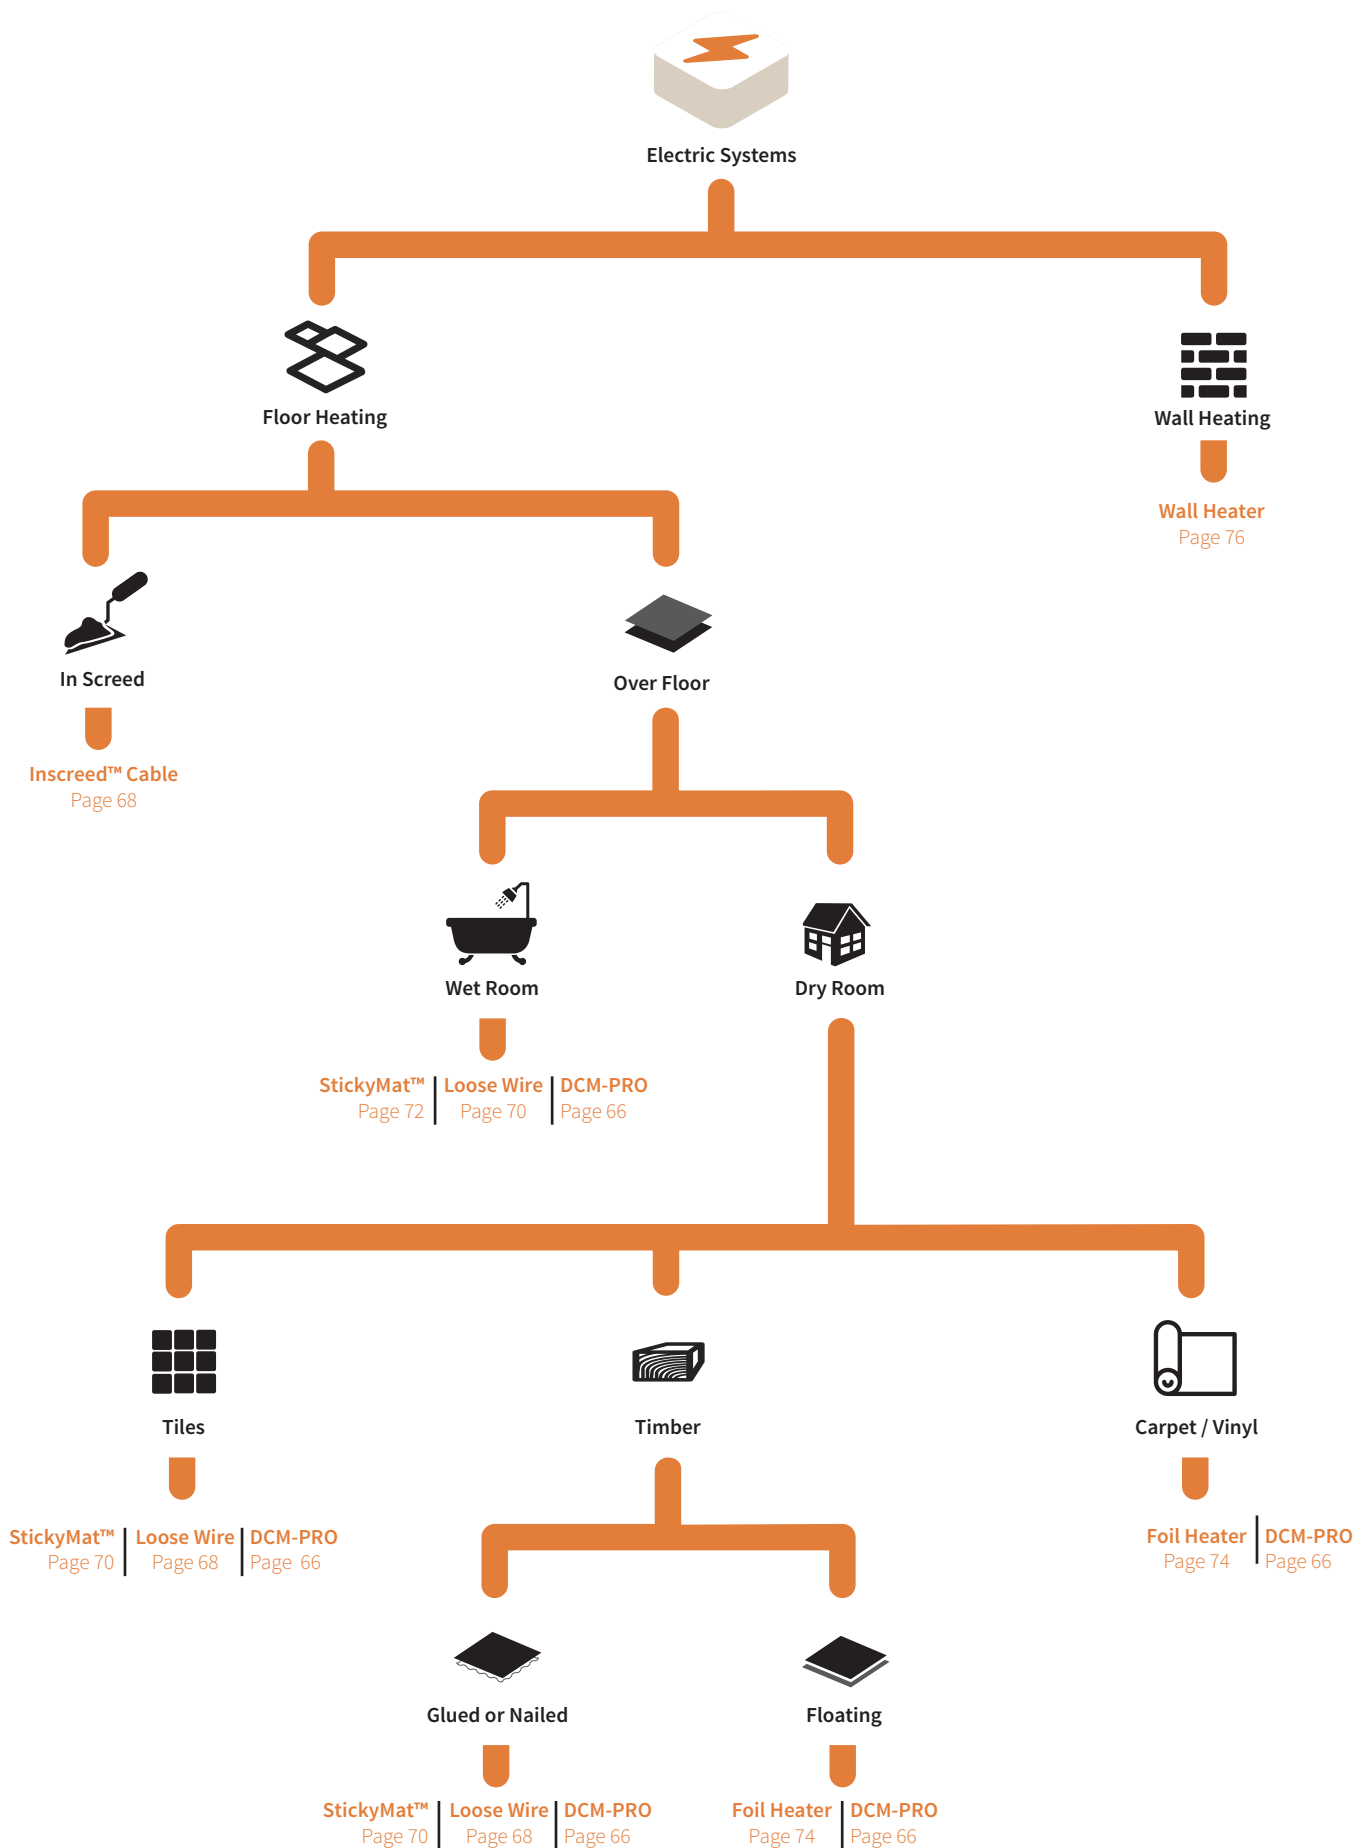 Electric Systems
Floor Heating
Wall Heating
Wall Heater
Page 76
In Screed
Over Floor
Inscreed™ Cable
Page 68
Wet Room
Dry Room
StickyMat™ Loose Wire DCM-PRO
Page 72 Page 70 Page 66
Tiles
Timber
Carpet / Vinyl
StickyMat™ Loose Wire DCM-PRO
Page 70 Page 68 Page 66
Foil Heater DCM-PRO
Page 74 Page 66
Glued or Nailed
Floating
StickyMat™ Loose Wire DCM-PRO
Page 70 Page 68 Page 66
Foil Heater DCM-PRO
Page 74 Page 66